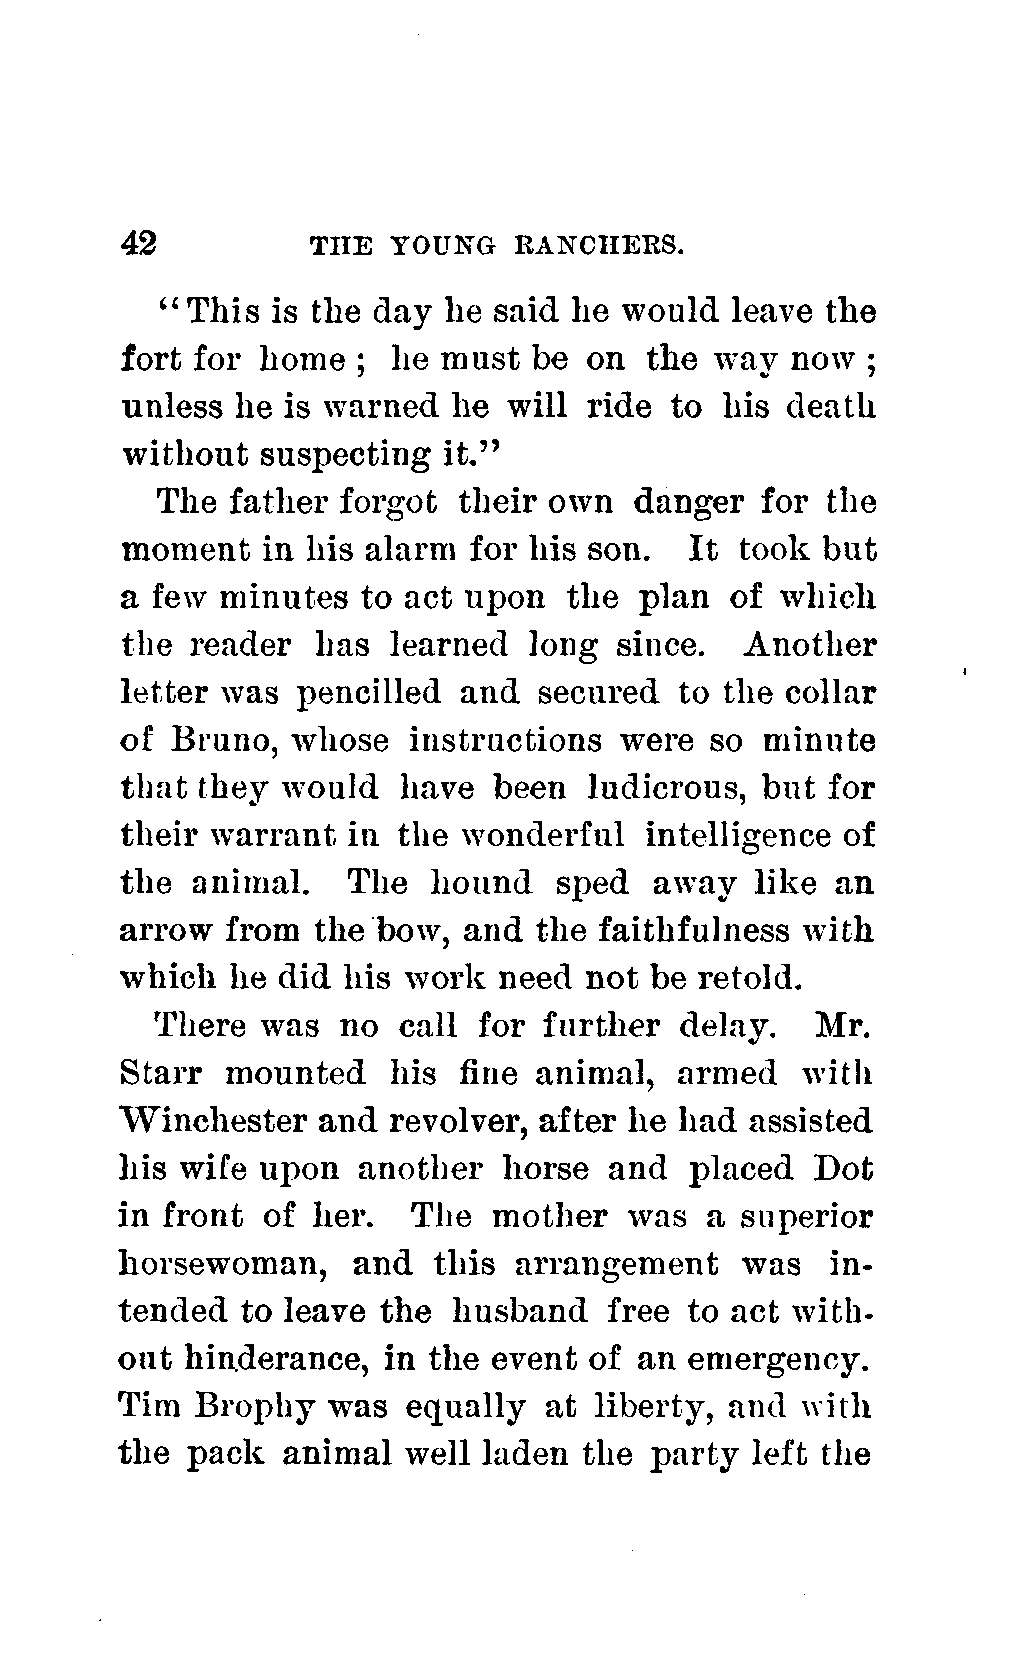 42 THE YOUNG RANCHERS.
“This is the day he said he would leave the
fort for home ; he must be on the way now ;
unless he is warned he will ride to his death
without suspecting it.”
The father forgot their own danger for the
moment in his alarm for his son. It took but
a few minutes to act upon the plan of which
the reader has learned long since. Another
letter was pencilled and secured to the collar
of Bruno, whose instructions were so minute
that they would have been ludicrous, but for
their warrant in the wonderful intelligence of
the animal. The hound sped away like an
arrow from the bow, and the faithfulness with
which he did his work need not be retold.
There was no call for further delay. Mr.
Starr mounted his fine animal, armed with
Winchester and revolver, after he had assisted
his wife upon another horse and placed Dot
in front of her. The mother was a superior
horsewoman, and this arrangement was in-
tended to leave the husband free to act with-
out hinderance, in the event of an emergency.
Tim Brophy was equally at liberty, and with
the pack animal well laden the party left the